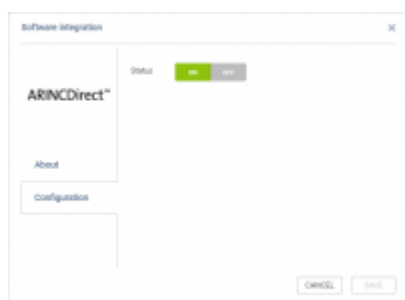 Software integration
Status ON OFF
ARINCDirect™
About
Configuration
CANCEL SAVE